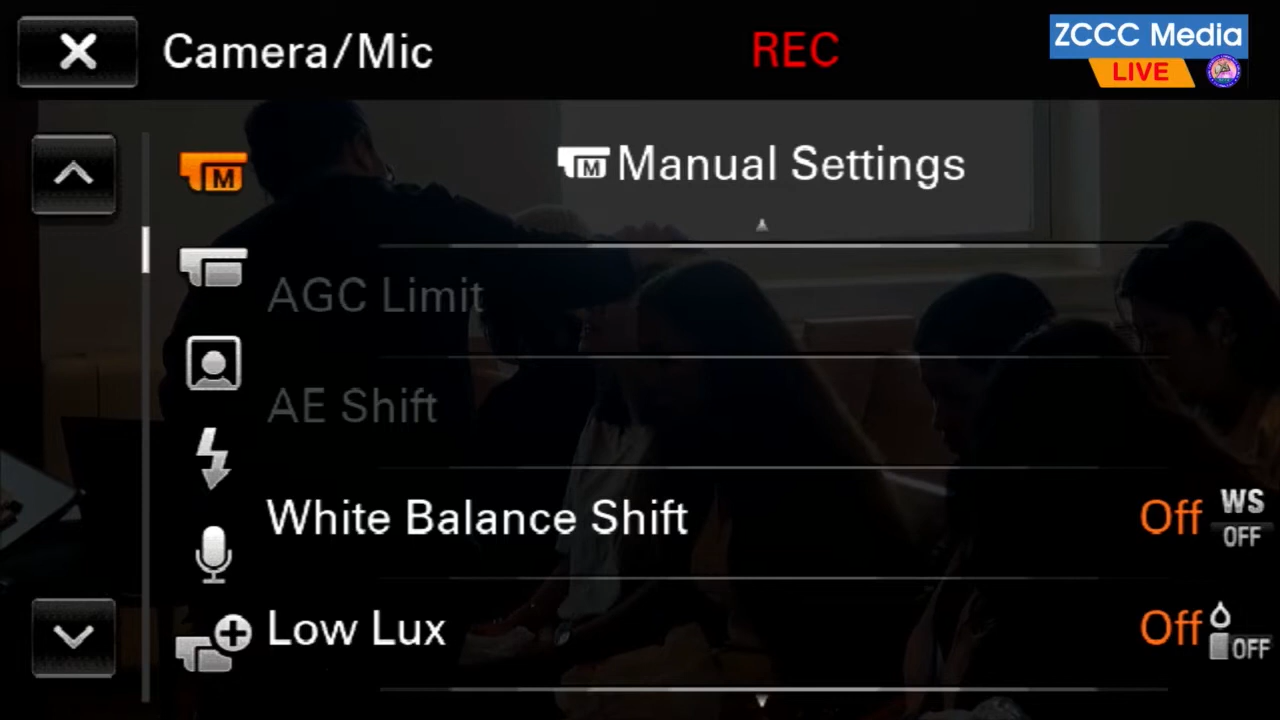 Camera/Mic
REC
ZCCC Media
LIVE
M Manual Settings
M
AGC Limit
AE Shift
White Balance Shift Off WS OFF
Low Lux Off OFF